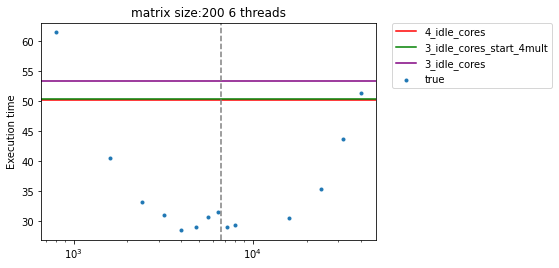 matrix size:200 6 threads
Execution time
60
55
50
45
40
35
30
10³
10⁴
4_idle_cores
3_idle_cores_start_4mult
3_idle_cores
true